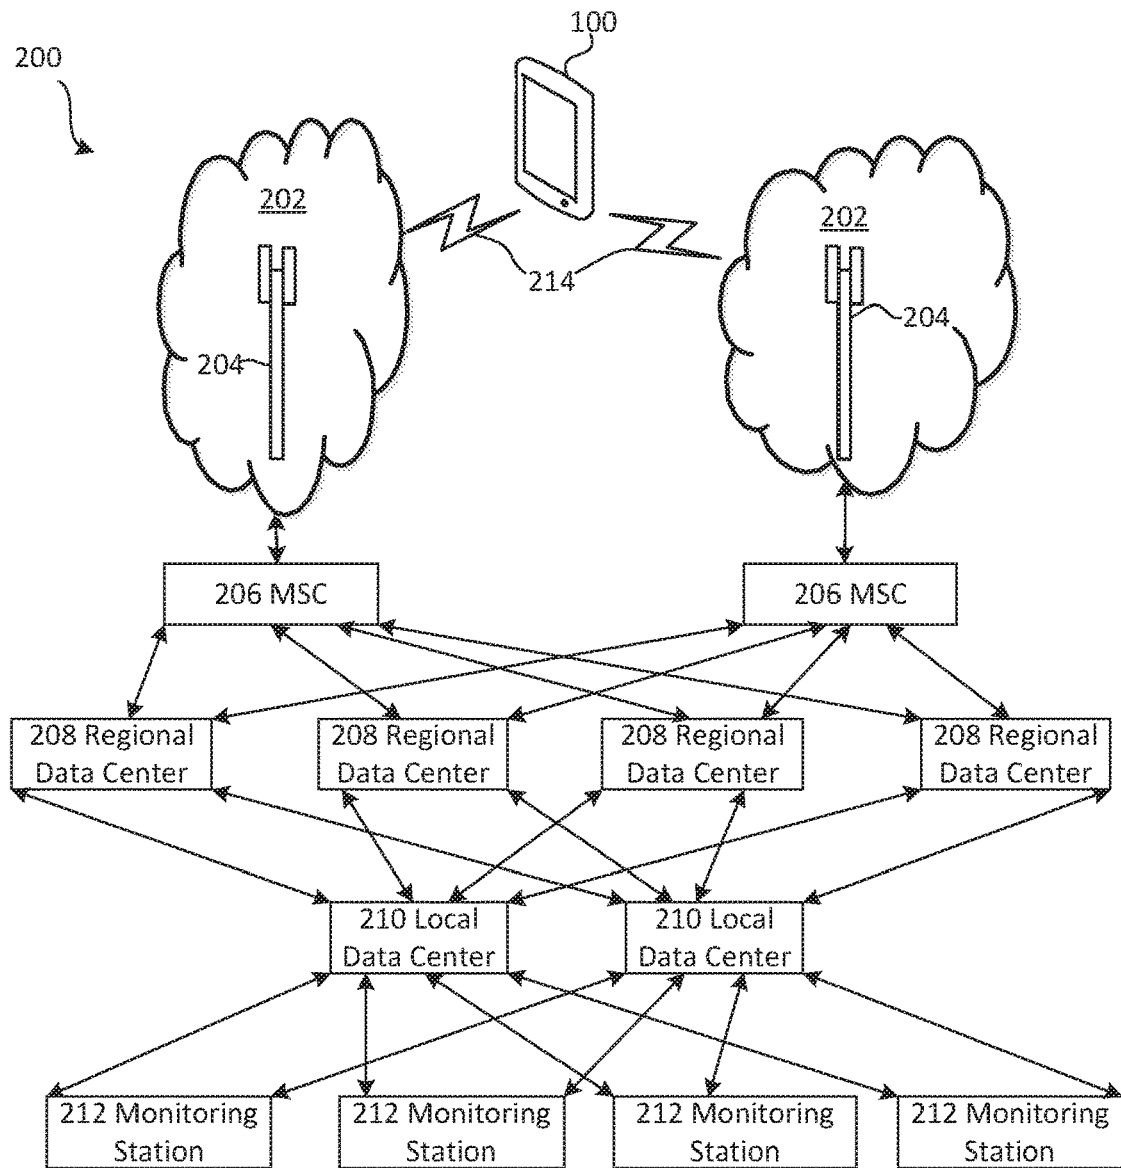 100
200
202
202
214
204
204
206 MSC
206 MSC
208 Regional
Data Center
208 Regional
Data Center
208 Regional
Data Center
208 Regional
Data Center
210 Local
Data Center
210 Local
Data Center
212 Monitoring
Station
212 Monitoring
Station
212 Monitoring
Station
212 Monitoring
Station